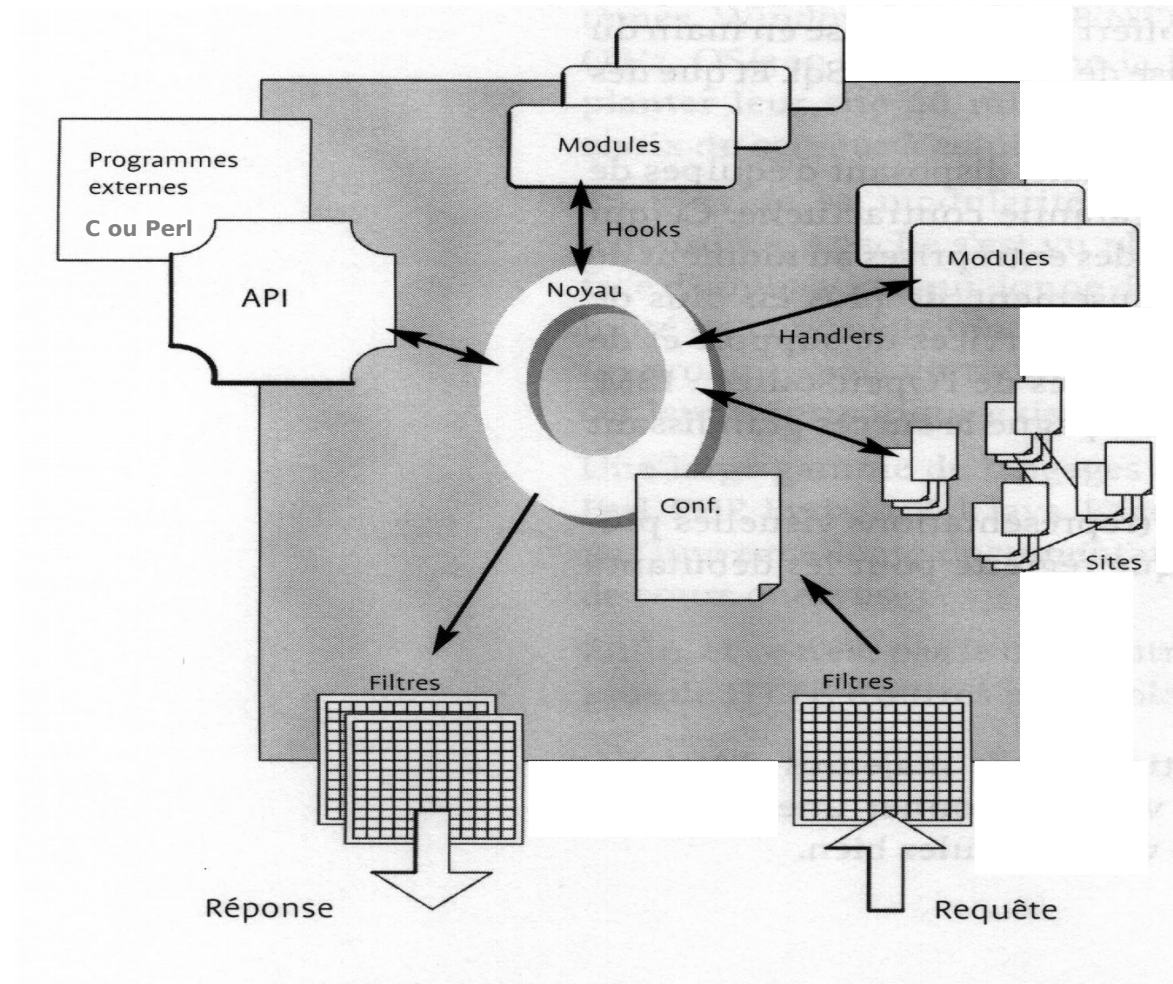 Modules
Programmes
externes
C ou Perl
Hooks
Modules
API
Noyau
Handlers
Conf.
Sites
Filtres
Filtres
Réponse
Requête